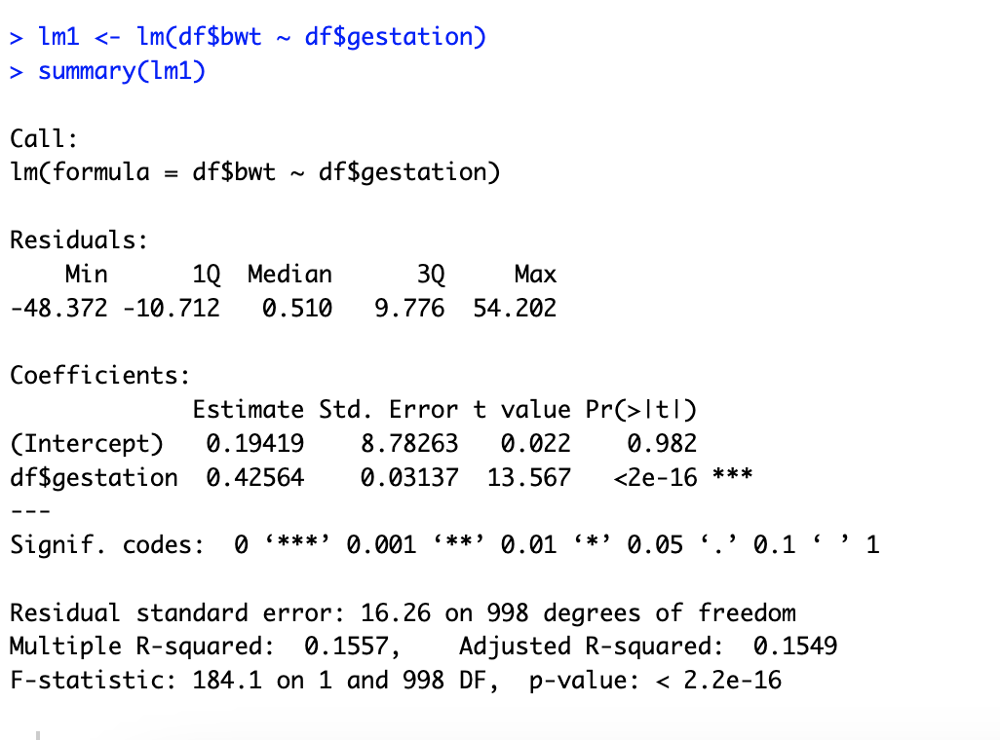 > lm1 <- lm(df$bwt ~ df$gestation)
> summary(lm1)
Call:
lm(formula = df$bwt ~ df$gestation)
Residuals:
    Min      1Q  Median      3Q     Max
-48.372 -10.712   0.510   9.776  54.202
Coefficients:
             Estimate Std. Error t value Pr(>|t|)
(Intercept)   0.19419    8.78263   0.022    0.982
df$gestation  0.42564    0.03137  13.567   <2e-16 ***
---
Signif. codes:  0 ‘***’ 0.001 ‘**’ 0.01 ‘*’ 0.05 ‘.’ 0.1 ‘ ’ 1
Residual standard error: 16.26 on 998 degrees of freedom
Multiple R-squared:  0.1557,    Adjusted R-squared:  0.1549
F-statistic: 184.1 on 1 and 998 DF,  p-value: < 2.2e-16